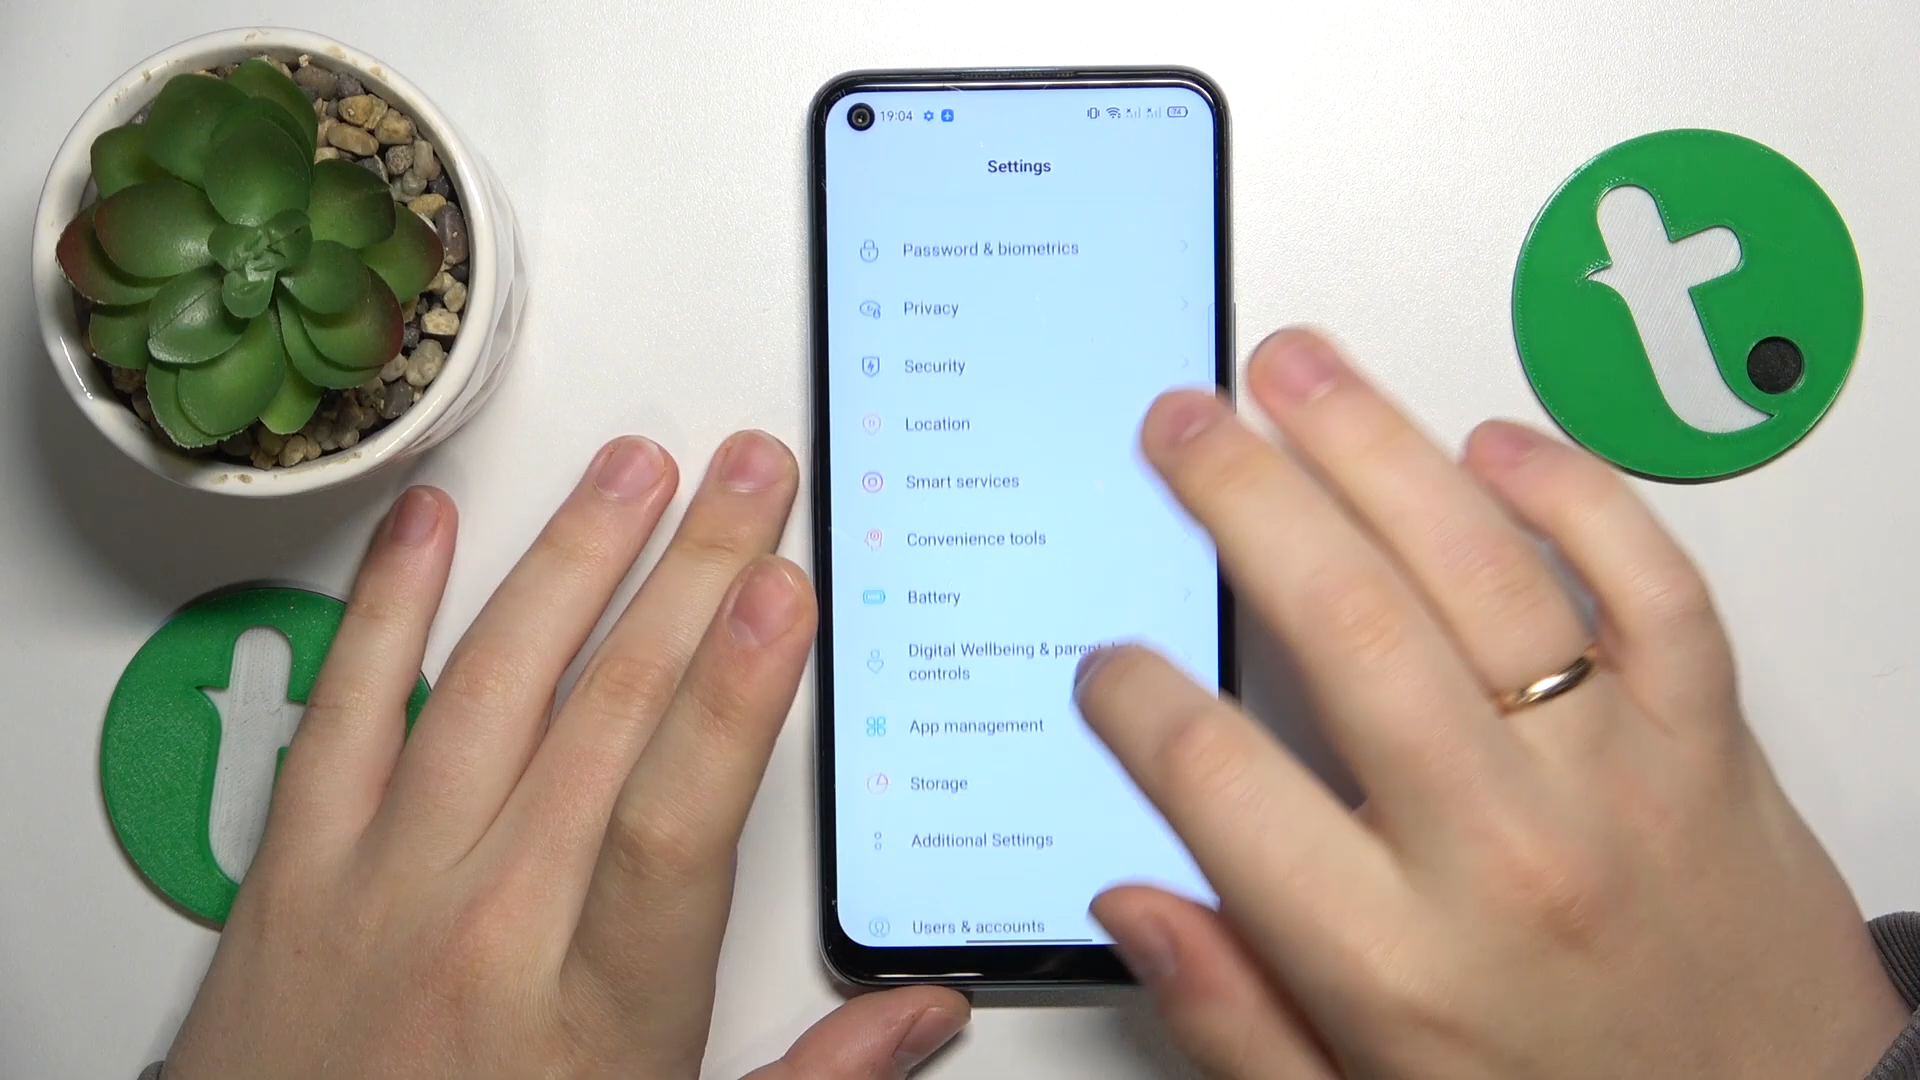 19:04
Settings
Password & biometrics
Privacy
Security
Location
Smart services
Convenience tools
Battery
Digital Wellbeing &
controls
App management
Storage
Additional Settings
Users & accounts
t.
t